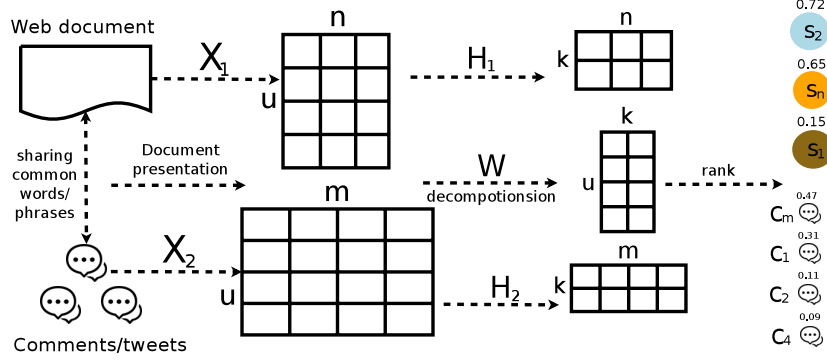 Web document
X1
n
u
H1
n
k
0.72
S2
0.65
Sn
0.15
S1
sharing
common
words/
phrases
Document
presentation
W
decompotionsion
k
u
rank
m
u
X2
H2
m
k
0.47
Cm
0.31
C1
0.11
C2
0.09
C4
Comments/tweets